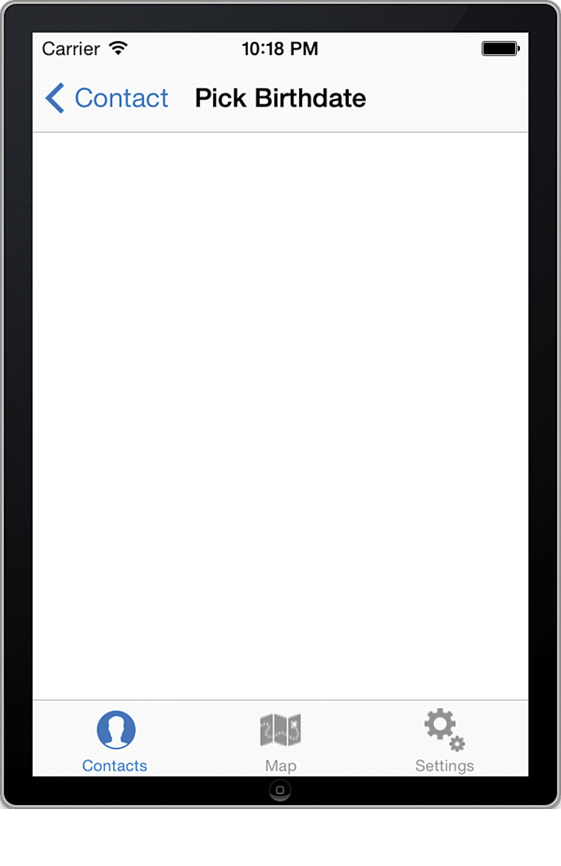 Carrier 10:18 PM
Contact Pick Birthdate
Contacts Map Settings